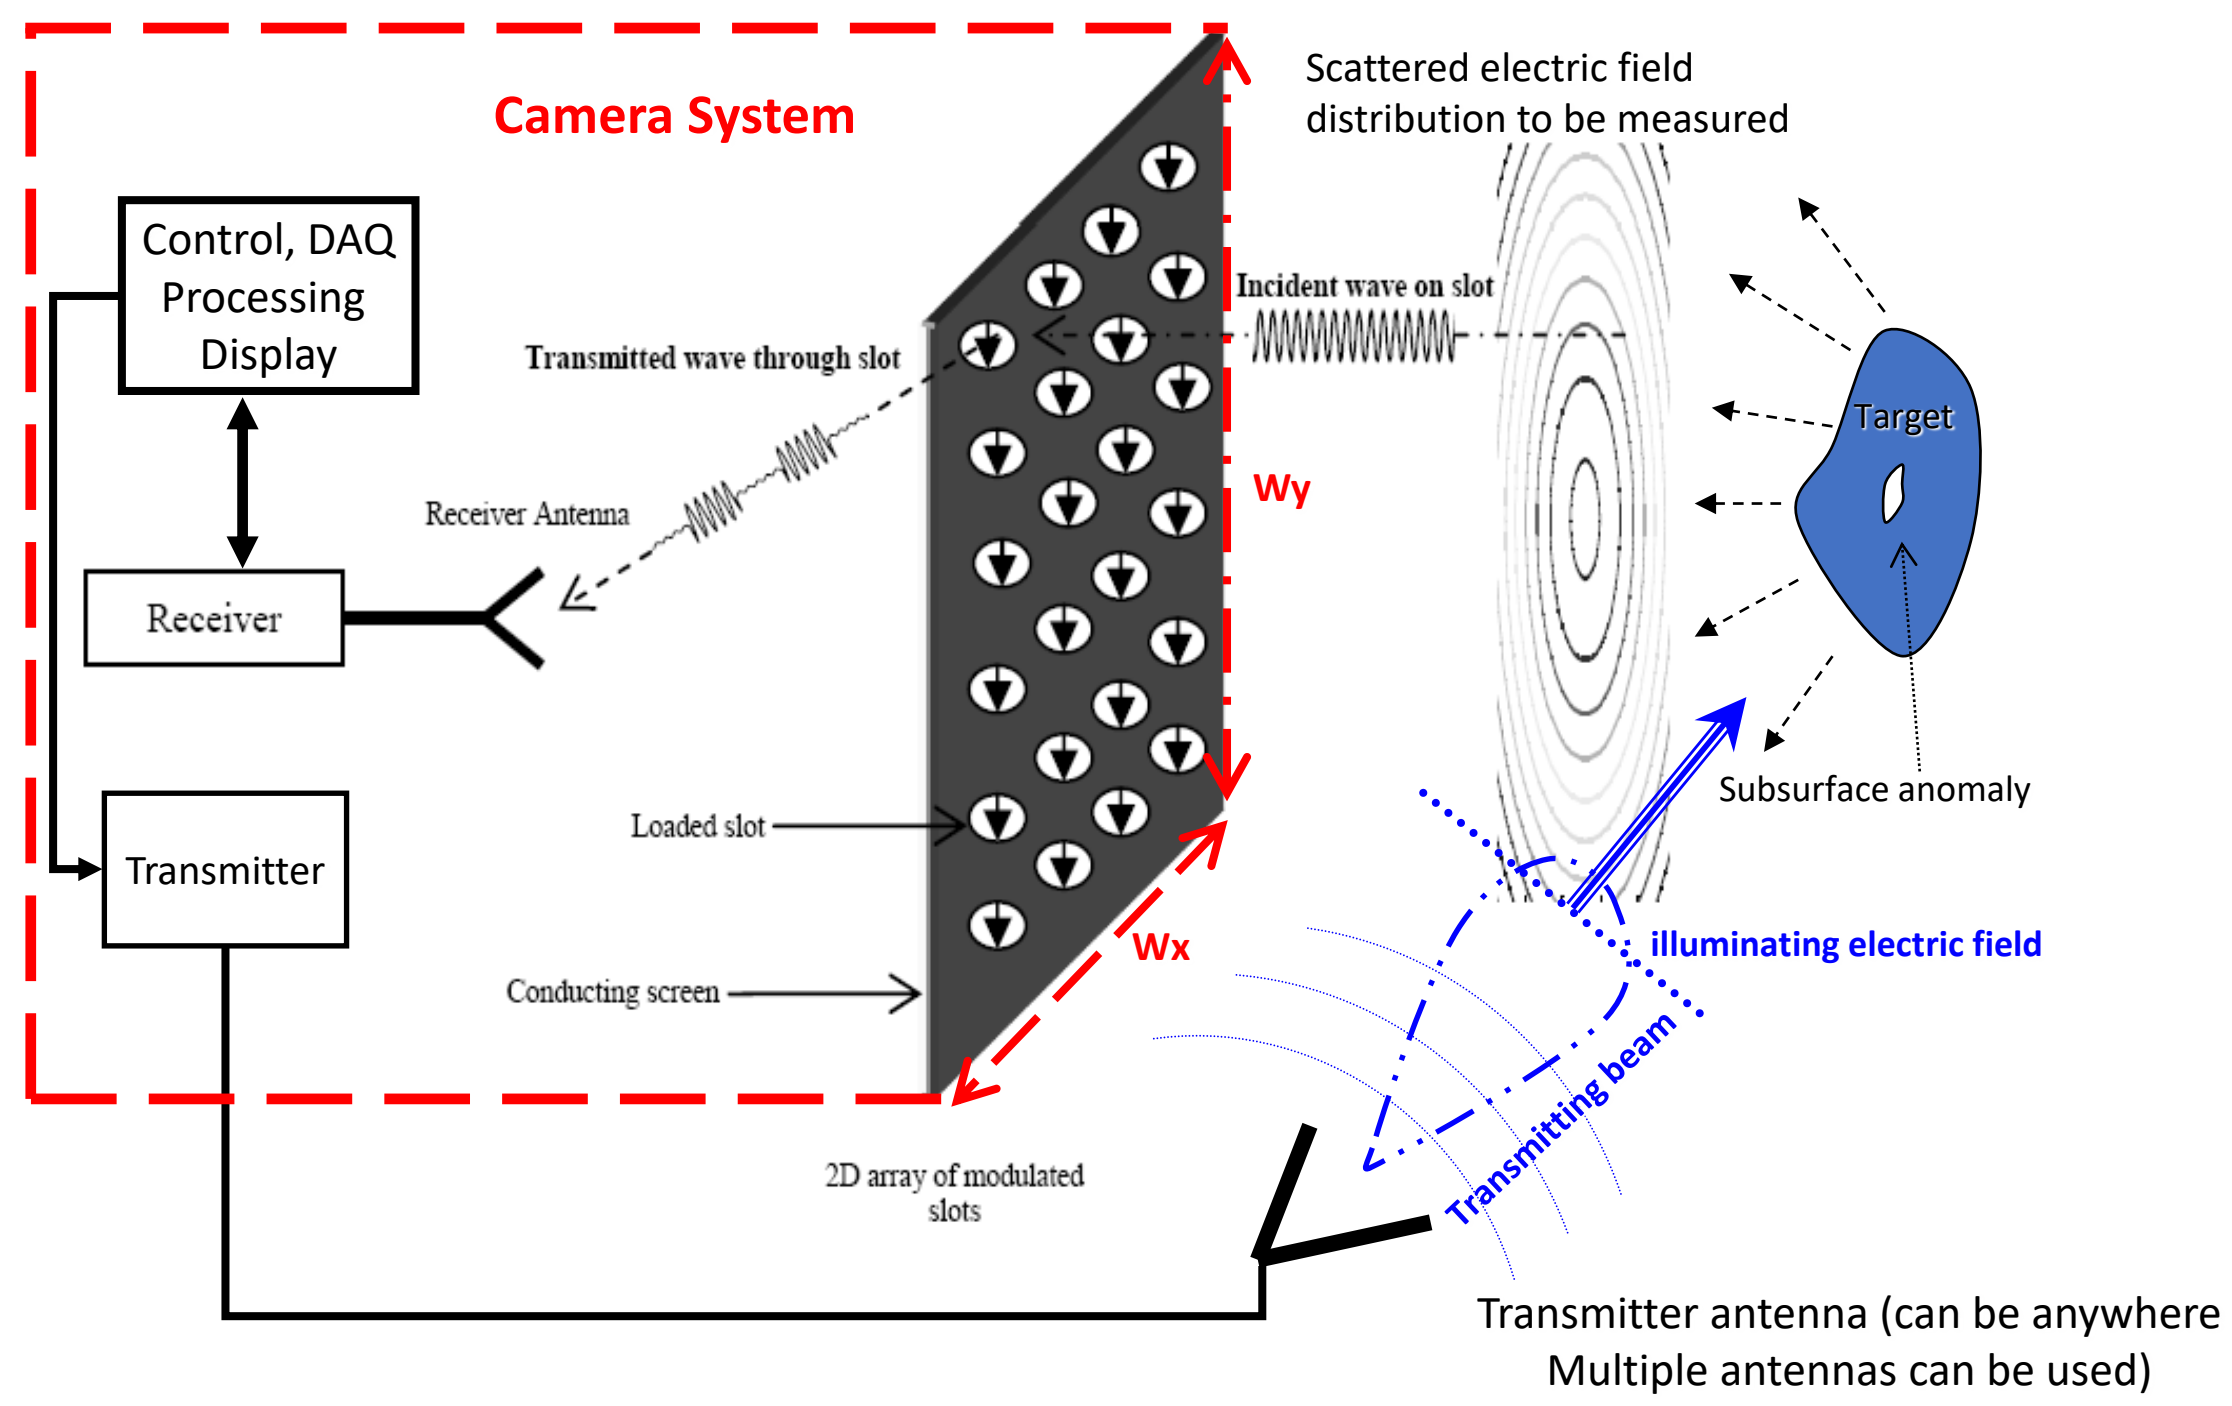 Camera System
Scattered electric field
distribution to be measured
Control, DAQ
Processing
Display
Incident wave on slot
Transmitted wave through slot
Target
Wy
Receiver Antenna
Receiver
Subsurface anomaly
Loaded slot
Transmitter
Wx
illuminating electric field
Conducting screen
Transmitting beam
2D array of modulated
slots
Transmitter antenna (can be anywhere
Multiple antennas can be used)